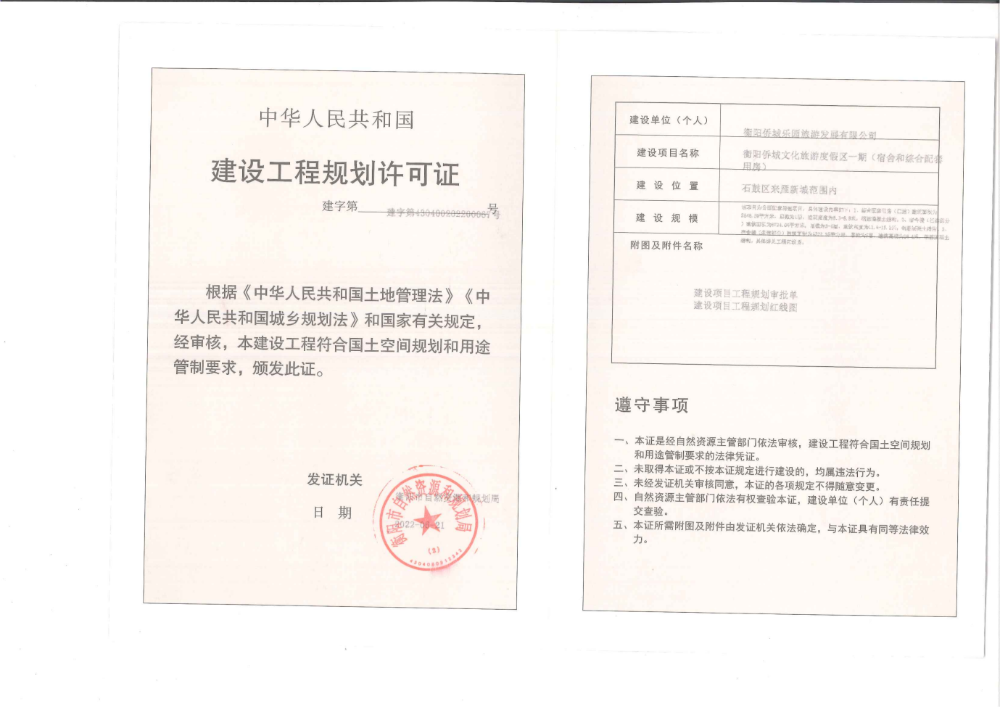 中华人民共和国
建设工程规划许可证
建字第 号
建字第430400202200067号
根据《中华人民共和国土地管理法》《中
华人民共和国城乡规划法》和国家有关规定，
经审核，本建设工程符合国土空间规划和用途
管制要求，颁发此证。
发证机关
衡阳市自然资源和规划局
日 期
2022-06-21
衡阳市自然资源和规划局
(2)
建设单位（个人）
衡阳侨城乐园旅游发展有限公司
建设项目名称
衡阳侨城文化旅游度假区一期（宿舍和综合配套
用房）
建 设 位 置
石鼓区来雁新城范围内
建 设 规 模
附图及附件名称
建设项目工程规划审批单
建设项目工程规划红线图
遵守事项
一、本证是经自然资源主管部门依法审核，建设工程符合国土空间规划
和用途管制要求的法律凭证。
二、未取得本证或不按本证规定进行建设的，均属违法行为。
三、未经发证机关审核同意，本证的各项规定不得随意变更。
四、自然资源主管部门依法有权查验本证，建设单位（个人）有责任提
交查验。
五、本证所需附图及附件由发证机关依法确定，与本证具有同等法律效
力。